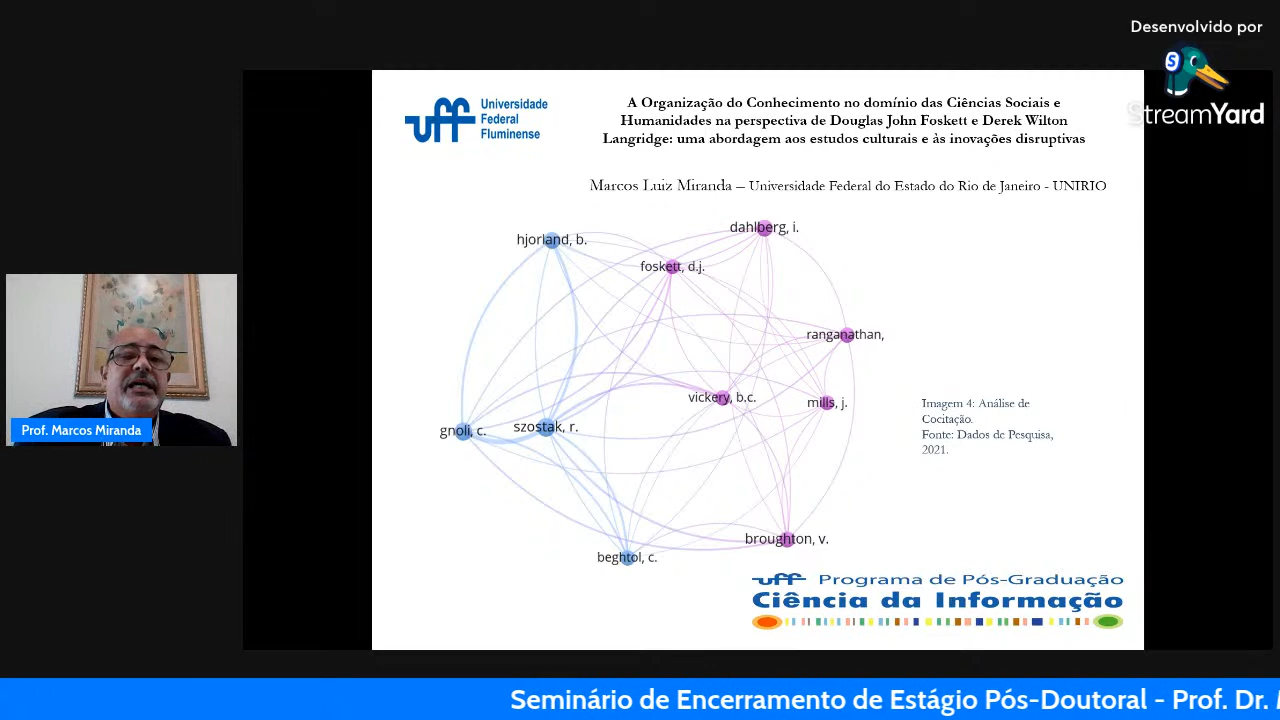 Desenvolvido por
StreamYard
uff
Universidade
Federal
Fluminense
A Organização do Conhecimento no domínio das Ciências Sociais e
Humanidades na perspectiva de Douglas John Foskett e Derek Wilton
Langridge: uma abordagem aos estudos culturais e às inovações disruptivas
Marcos Luiz Miranda – Universidade Federal do Estado do Rio de Janeiro - UNIRIO
dahlberg, i.
hjorland, b.
foskett, d.j.
ranganathan,
vickery, b.c.
mills, j.
gnoli, c.
szostak, r.
broughton, v.
beghtol, c.
Imagem 4: Análise de
Cocitação.
Fonte: Dados de Pesquisa,
2021.
Prof. Marcos Miranda
uff Programa de Pós-Graduação
Ciência da Informação
Seminário de Encerramento de Estágio Pós-Doutoral - Prof. Dr.